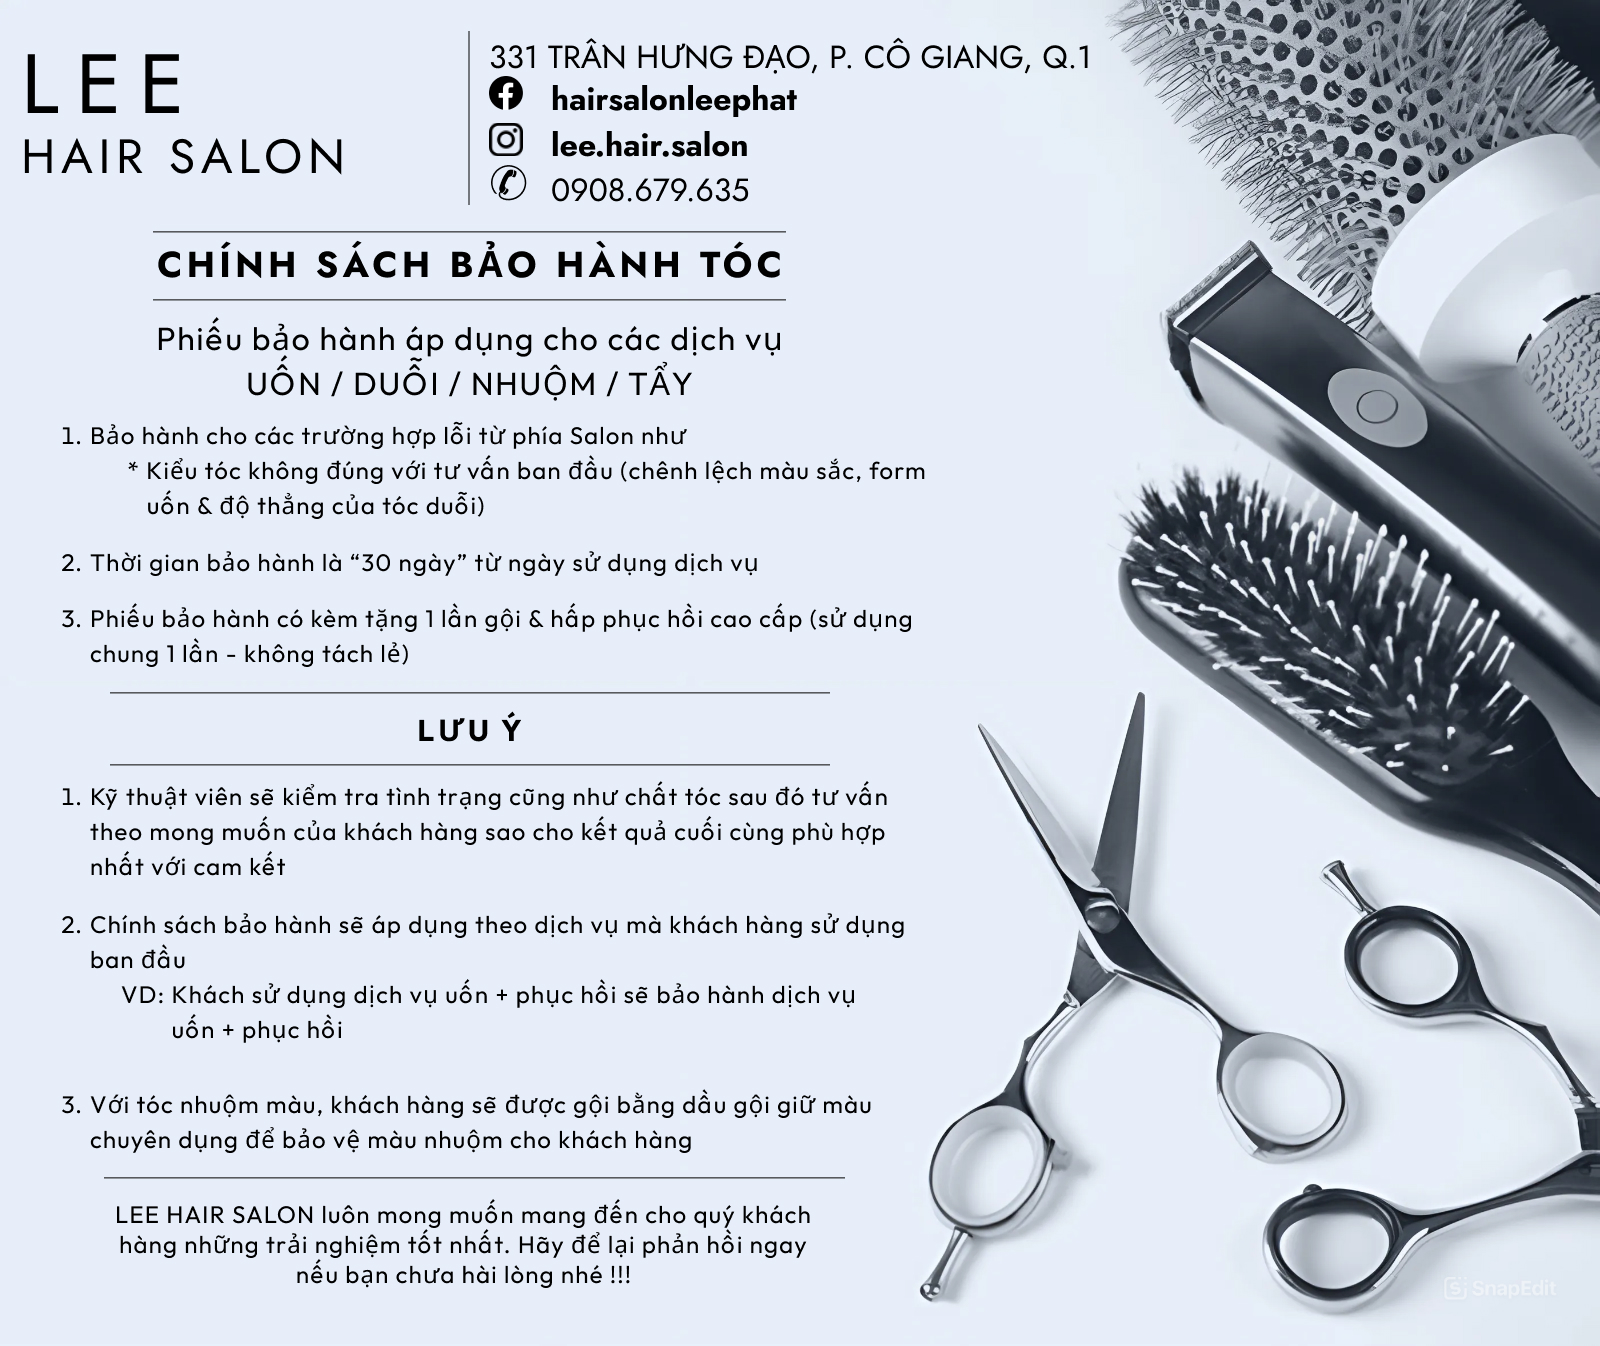 LEE
HAIR SALON
331 TRẦN HƯNG ĐẠO, P. CÔ GIANG, Q.1
hairsalonleephat
lee.hair.salon
0908.679.635
CHÍNH SÁCH BẢO HÀNH TÓC
Phiếu bảo hành áp dụng cho các dịch vụ
UỐN / DUỖI / NHUỘM / TẨY
1. Bảo hành cho các trường hợp lỗi từ phía Salon như
* Kiểu tóc không đúng với tư vấn ban đầu (chênh lệch màu sắc, form
uốn & độ thẳng của tóc duỗi)
2. Thời gian bảo hành là “30 ngày” từ ngày sử dụng dịch vụ
3. Phiếu bảo hành có kèm tặng 1 lần gội & hấp phục hồi cao cấp (sử dụng
chung 1 lần - không tách lẻ)
LƯU Ý
1. Kỹ thuật viên sẽ kiểm tra tình trạng cũng như chất tóc sau đó tư vấn
theo mong muốn của khách hàng sao cho kết quả cuối cùng phù hợp
nhất với cam kết
2. Chính sách bảo hành sẽ áp dụng theo dịch vụ mà khách hàng sử dụng
ban đầu
VD: Khách sử dụng dịch vụ uốn + phục hồi sẽ bảo hành dịch vụ
uốn + phục hồi
3. Với tóc nhuộm màu, khách hàng sẽ được gội bằng dầu gội giữ màu
chuyên dụng để bảo vệ màu nhuộm cho khách hàng
LEE HAIR SALON luôn mong muốn mang đến cho quý khách
hàng những trải nghiệm tốt nhất. Hãy để lại phản hồi ngay
nếu bạn chưa hài lòng nhé !!!
SnapEdit